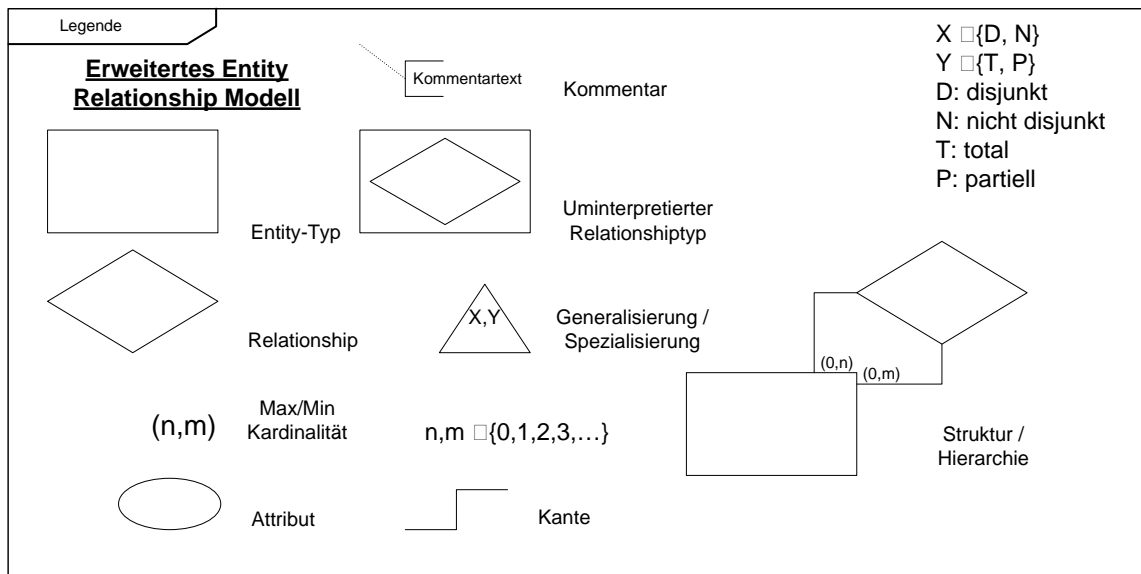 Legende
Erweitertes Entity
Relationship Modell
Kommentartext
Kommentar
X □{D, N}
Y □{T, P}
D: disjunkt
N: nicht disjunkt
T: total
P: partiell
Entity-Typ
Uminterpretierter
Relationshiptyp
Relationship
X,Y
Generalisierung /
Spezialisierung
(0,n)
(0,m)
(n,m)
Max/Min
Kardinalität
n,m □{0,1,2,3,...}
Struktur /
Hierarchie
Attribut
Kante